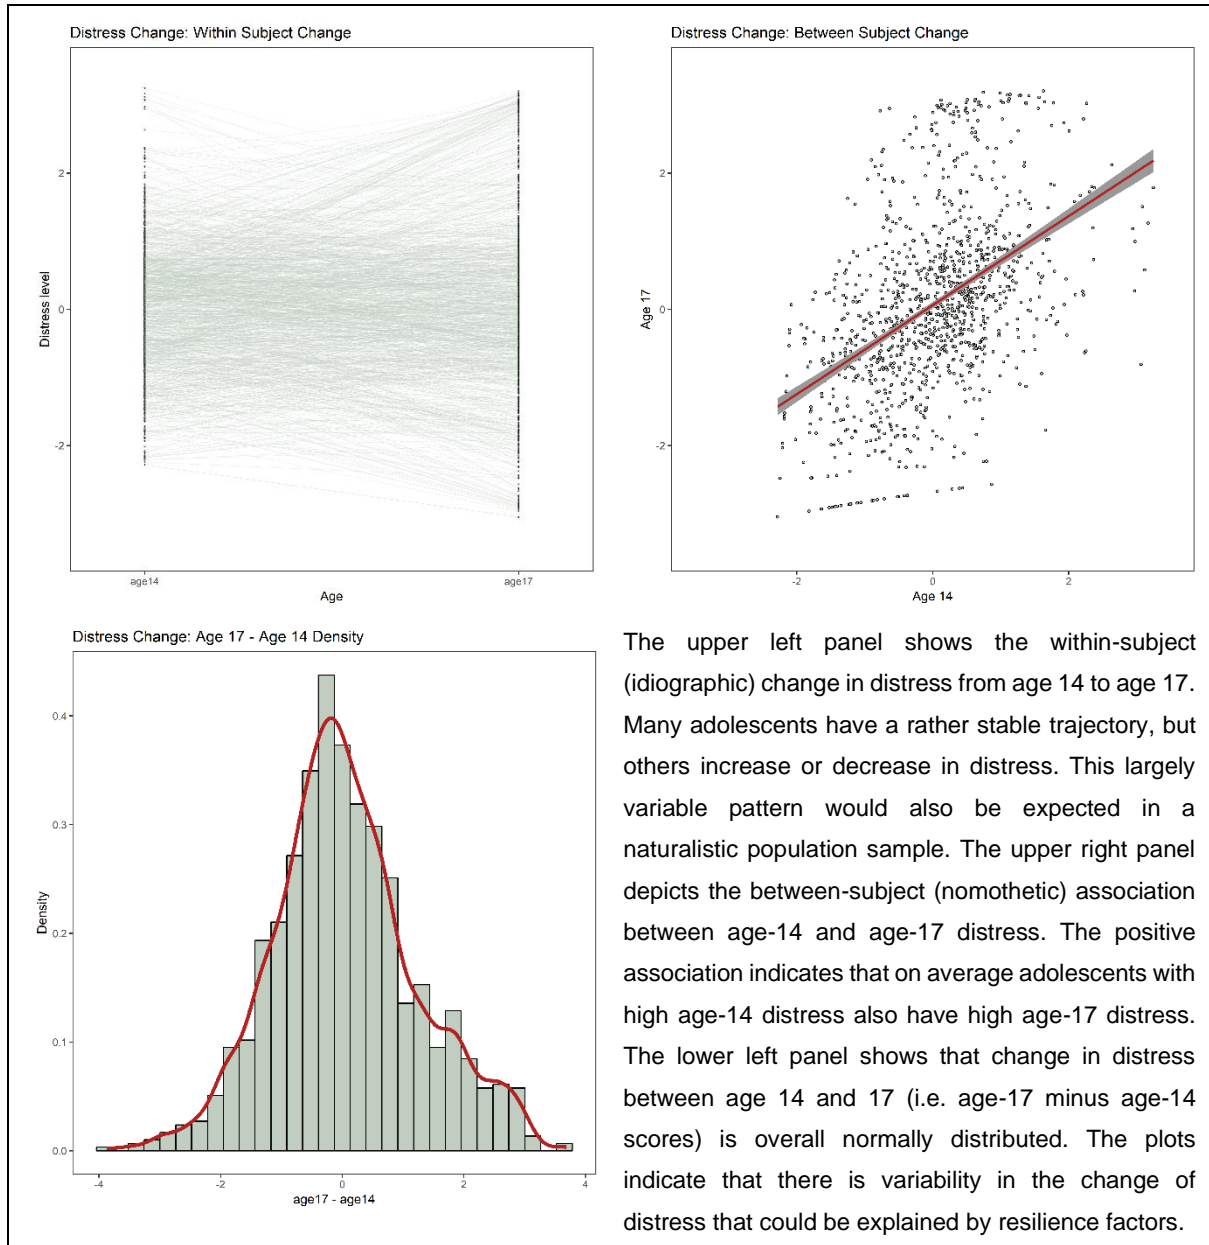 Distress Change: Within Subject Change
Distress level
2
0
-2
age14
age17
Age
Distress Change: Between Subject Change
Age 17
2
0
-2
-2
0
2
Age 14
Distress Change: Age 17 - Age 14 Density
Density
0.4
0.3
0.2
0.1
0.0
-4
-2
0
2
4
age17 - age14
The upper left panel shows the within-subject
(idiographic) change in distress from age 14 to age 17.
Many adolescents have a rather stable trajectory, but
others increase or decrease in distress. This largely
variable pattern would also be expected in a
naturalistic population sample. The upper right panel
depicts the between-subject (nomothetic) association
between age-14 and age-17 distress. The positive
association indicates that on average adolescents with
high age-14 distress also have high age-17 distress.
The lower left panel shows that change in distress
between age 14 and 17 (i.e. age-17 minus age-14
scores) is overall normally distributed. The plots
indicate that there is variability in the change of
distress that could be explained by resilience factors.